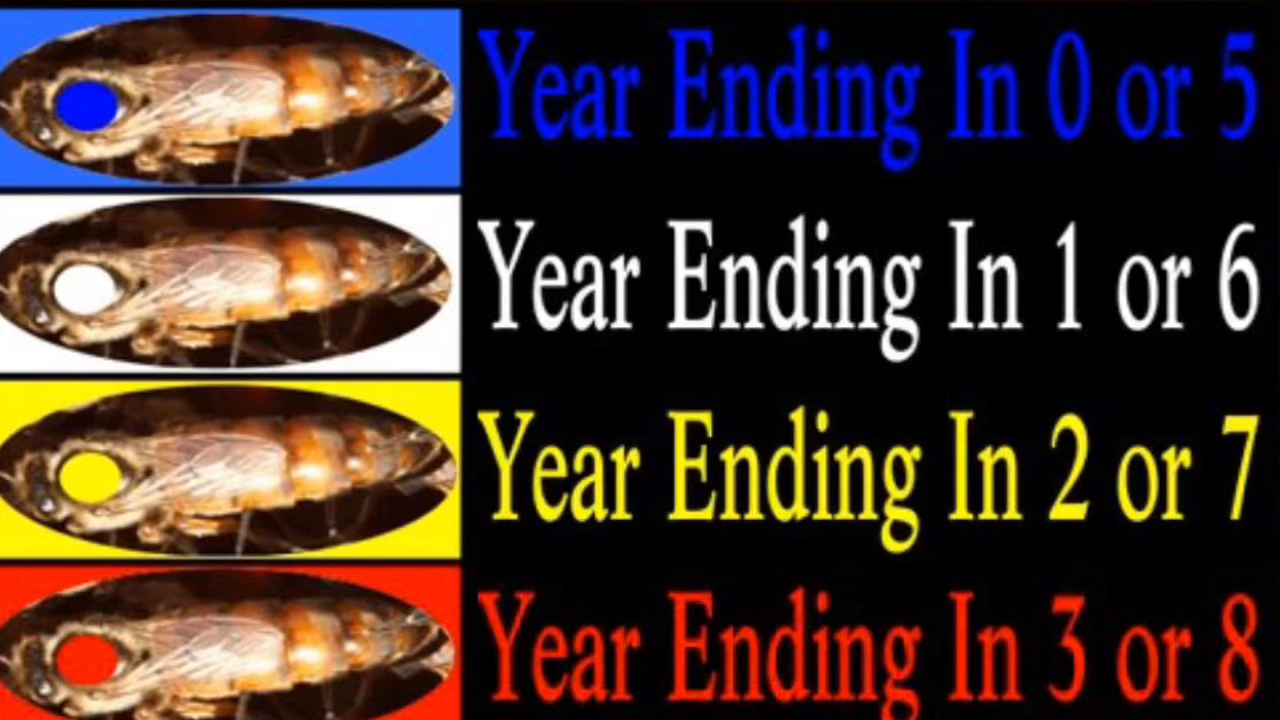 Year Ending In 0 or 5
Year Ending In 1 or 6
Year Ending In 2 or 7
Year Ending In 3 or 8